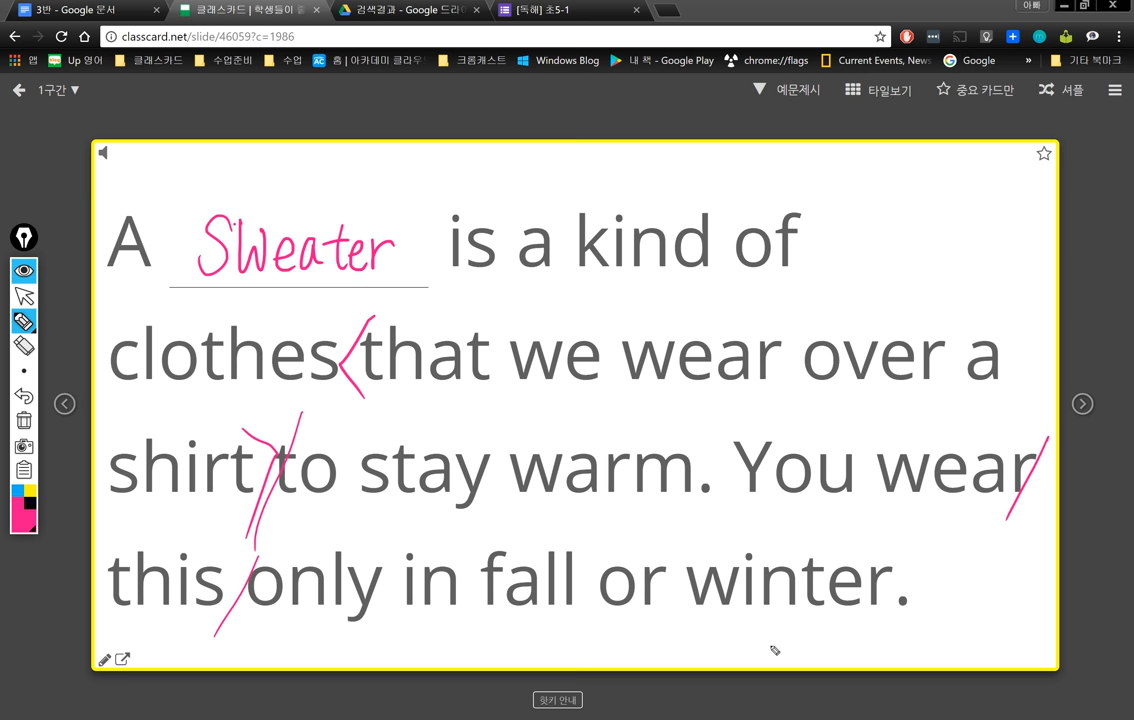 3반 - Google 문서
클래스카드 | 학생들이 좋
검색결과 - Google 드라이
[독해] 초5-1
아빠
classcard.net/slide/46059?c=1986
앱 Up 영어 클래스카드 수업준비 수업 홈 | 아카데미 클라우 크롬캐스트 Windows Blog 내 책 - Google Play chrome://flags Current Events, News Google » 기타 북마크
1구간 ▼ ▼ 예문제시 타일보기 중요 카드만 셔플
A Sweater is a kind of
clothes that we wear over a
shirt to stay warm. You wear
this only in fall or winter.
핫키 안내